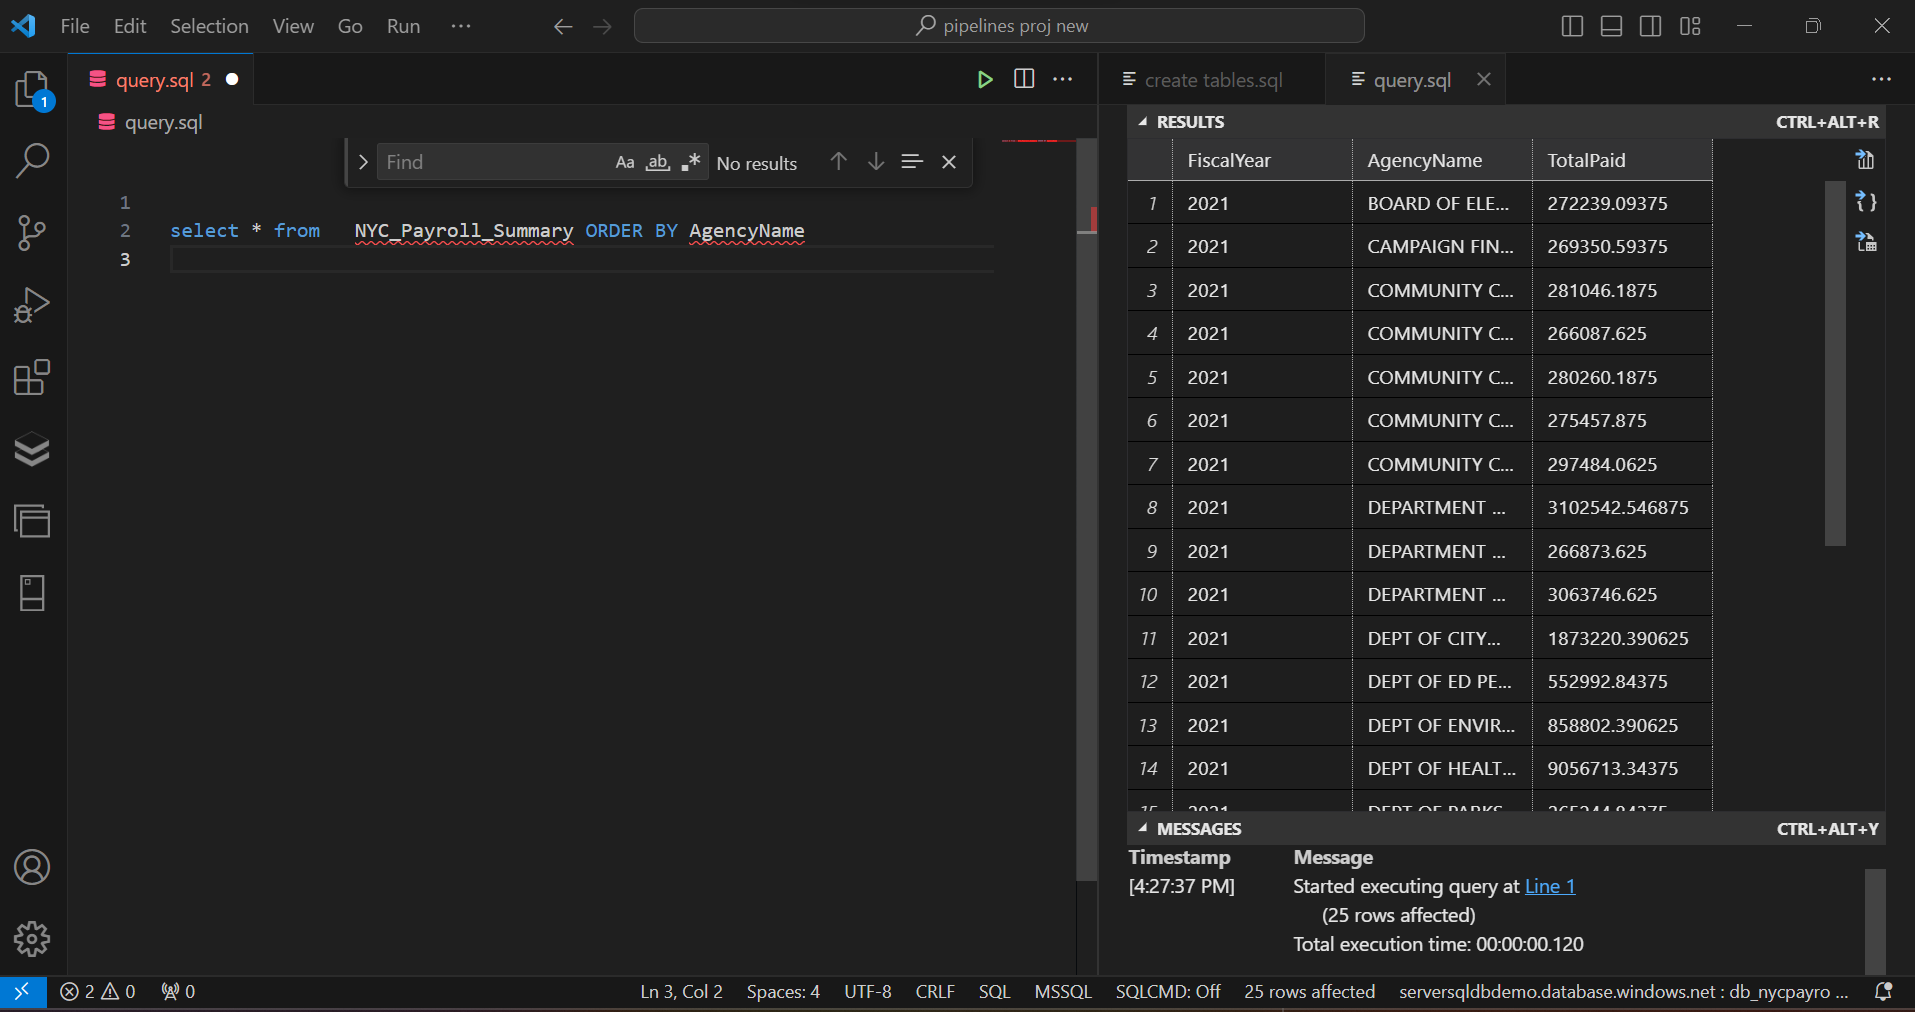 File Edit Selection View Go Run ···
pipelines proj new
query.sql 2
create tables.sql
query.sql
1
query.sql
RESULTS CTRL+ALT+R
Find Aa ab, .* No results
1
2 select * from NYC_Payroll_Summary ORDER BY AgencyName
3
FiscalYear AgencyName TotalPaid
1 2021 BOARD OF ELE... 272239.09375
2 2021 CAMPAIGN FIN... 269350.59375
3 2021 COMMUNITY C... 281046.1875
4 2021 COMMUNITY C... 266087.625
5 2021 COMMUNITY C... 280260.1875
6 2021 COMMUNITY C... 275457.875
7 2021 COMMUNITY C... 297484.0625
8 2021 DEPARTMENT ... 3102542.546875
9 2021 DEPARTMENT ... 266873.625
10 2021 DEPARTMENT ... 3063746.625
11 2021 DEPT OF CITY... 1873220.390625
12 2021 DEPT OF ED PE... 552992.84375
13 2021 DEPT OF ENVIR... 858802.390625
14 2021 DEPT OF HEALT... 9056713.34375
15 2021 DEPT OF PARKS
MESSAGES CTRL+ALT+Y
Timestamp Message
[4:27:37 PM] Started executing query at Line 1
(25 rows affected)
Total execution time: 00:00:00.120
2 0 0 Ln 3, Col 2 Spaces: 4 UTF-8 CRLF SQL MSSQL SQLCMD: Off 25 rows affected serversqldbdemo.database.windows.net : db_nycpayro ...